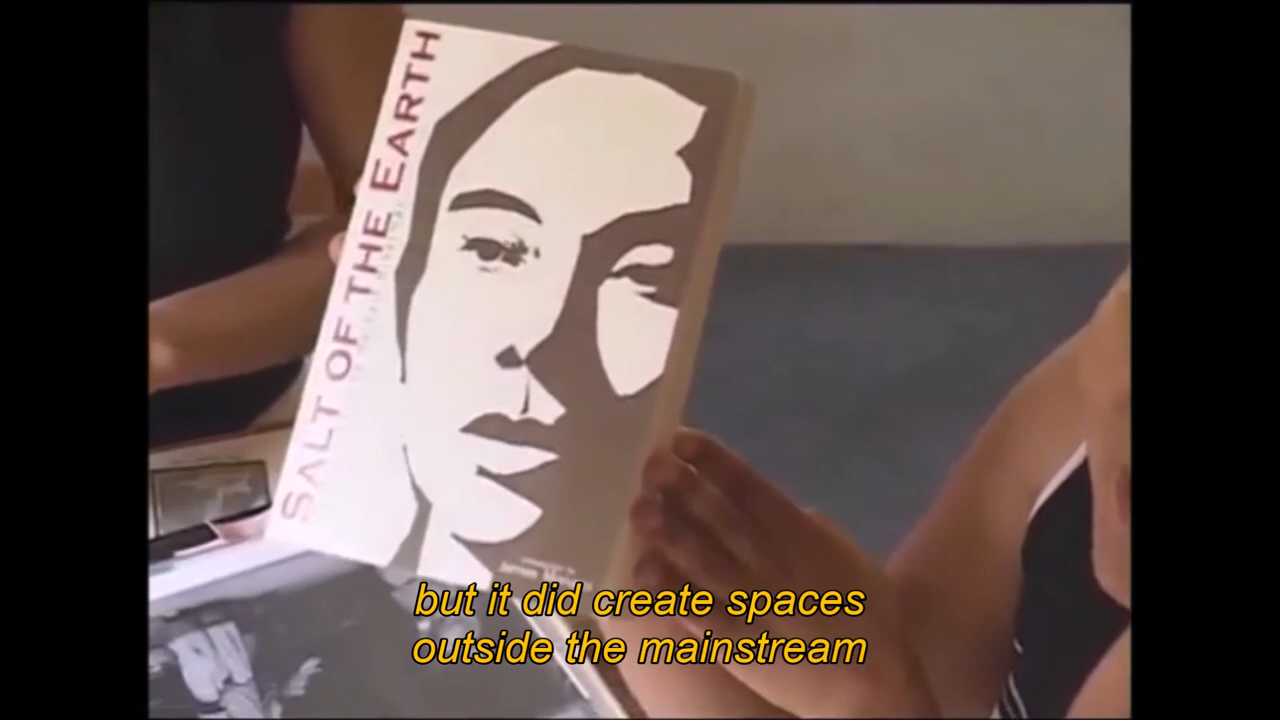 SALT OF THE EARTH
but it did create spaces
outside the mainstream